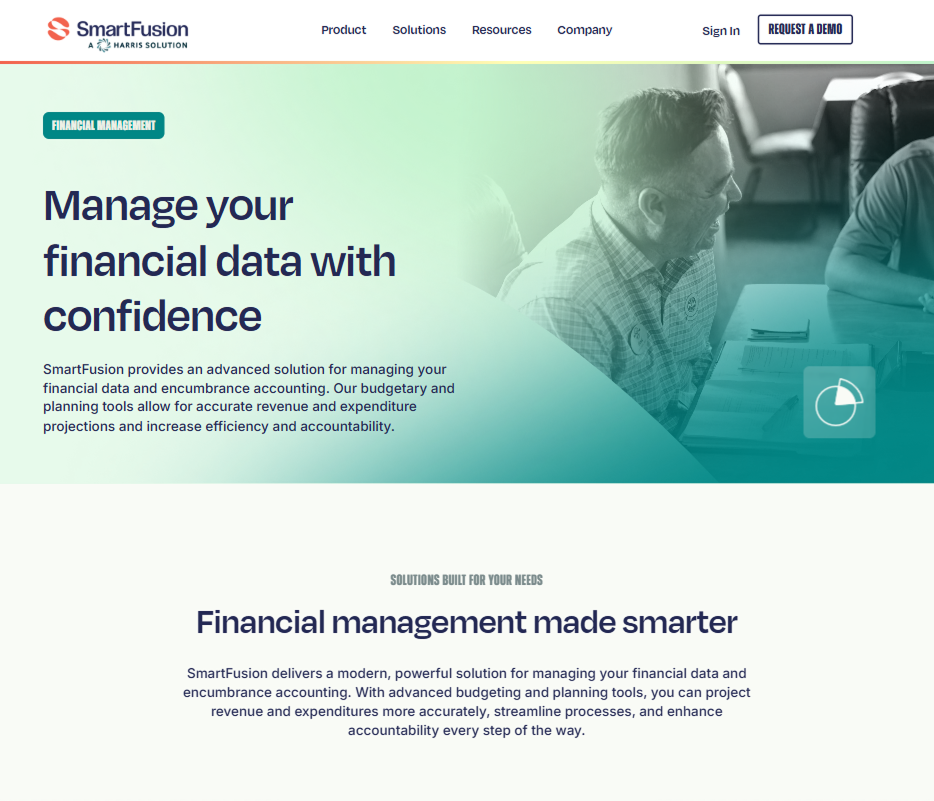 SmartFusion
A HARRIS SOLUTION
Product Solutions Resources Company
Sign In
REQUEST A DEMO
FINANCIAL MANAGEMENT
Manage your
financial data with
confidence
SmartFusion provides an advanced solution for managing your
financial data and encumbrance accounting. Our budgetary and
planning tools allow for accurate revenue and expenditure
projections and increase efficiency and accountability.
SOLUTIONS BUILT FOR YOUR NEEDS
Financial management made smarter
SmartFusion delivers a modern, powerful solution for managing your financial data and
encumbrance accounting. With advanced budgeting and planning tools, you can project
revenue and expenditures more accurately, streamline processes, and enhance
accountability every step of the way.